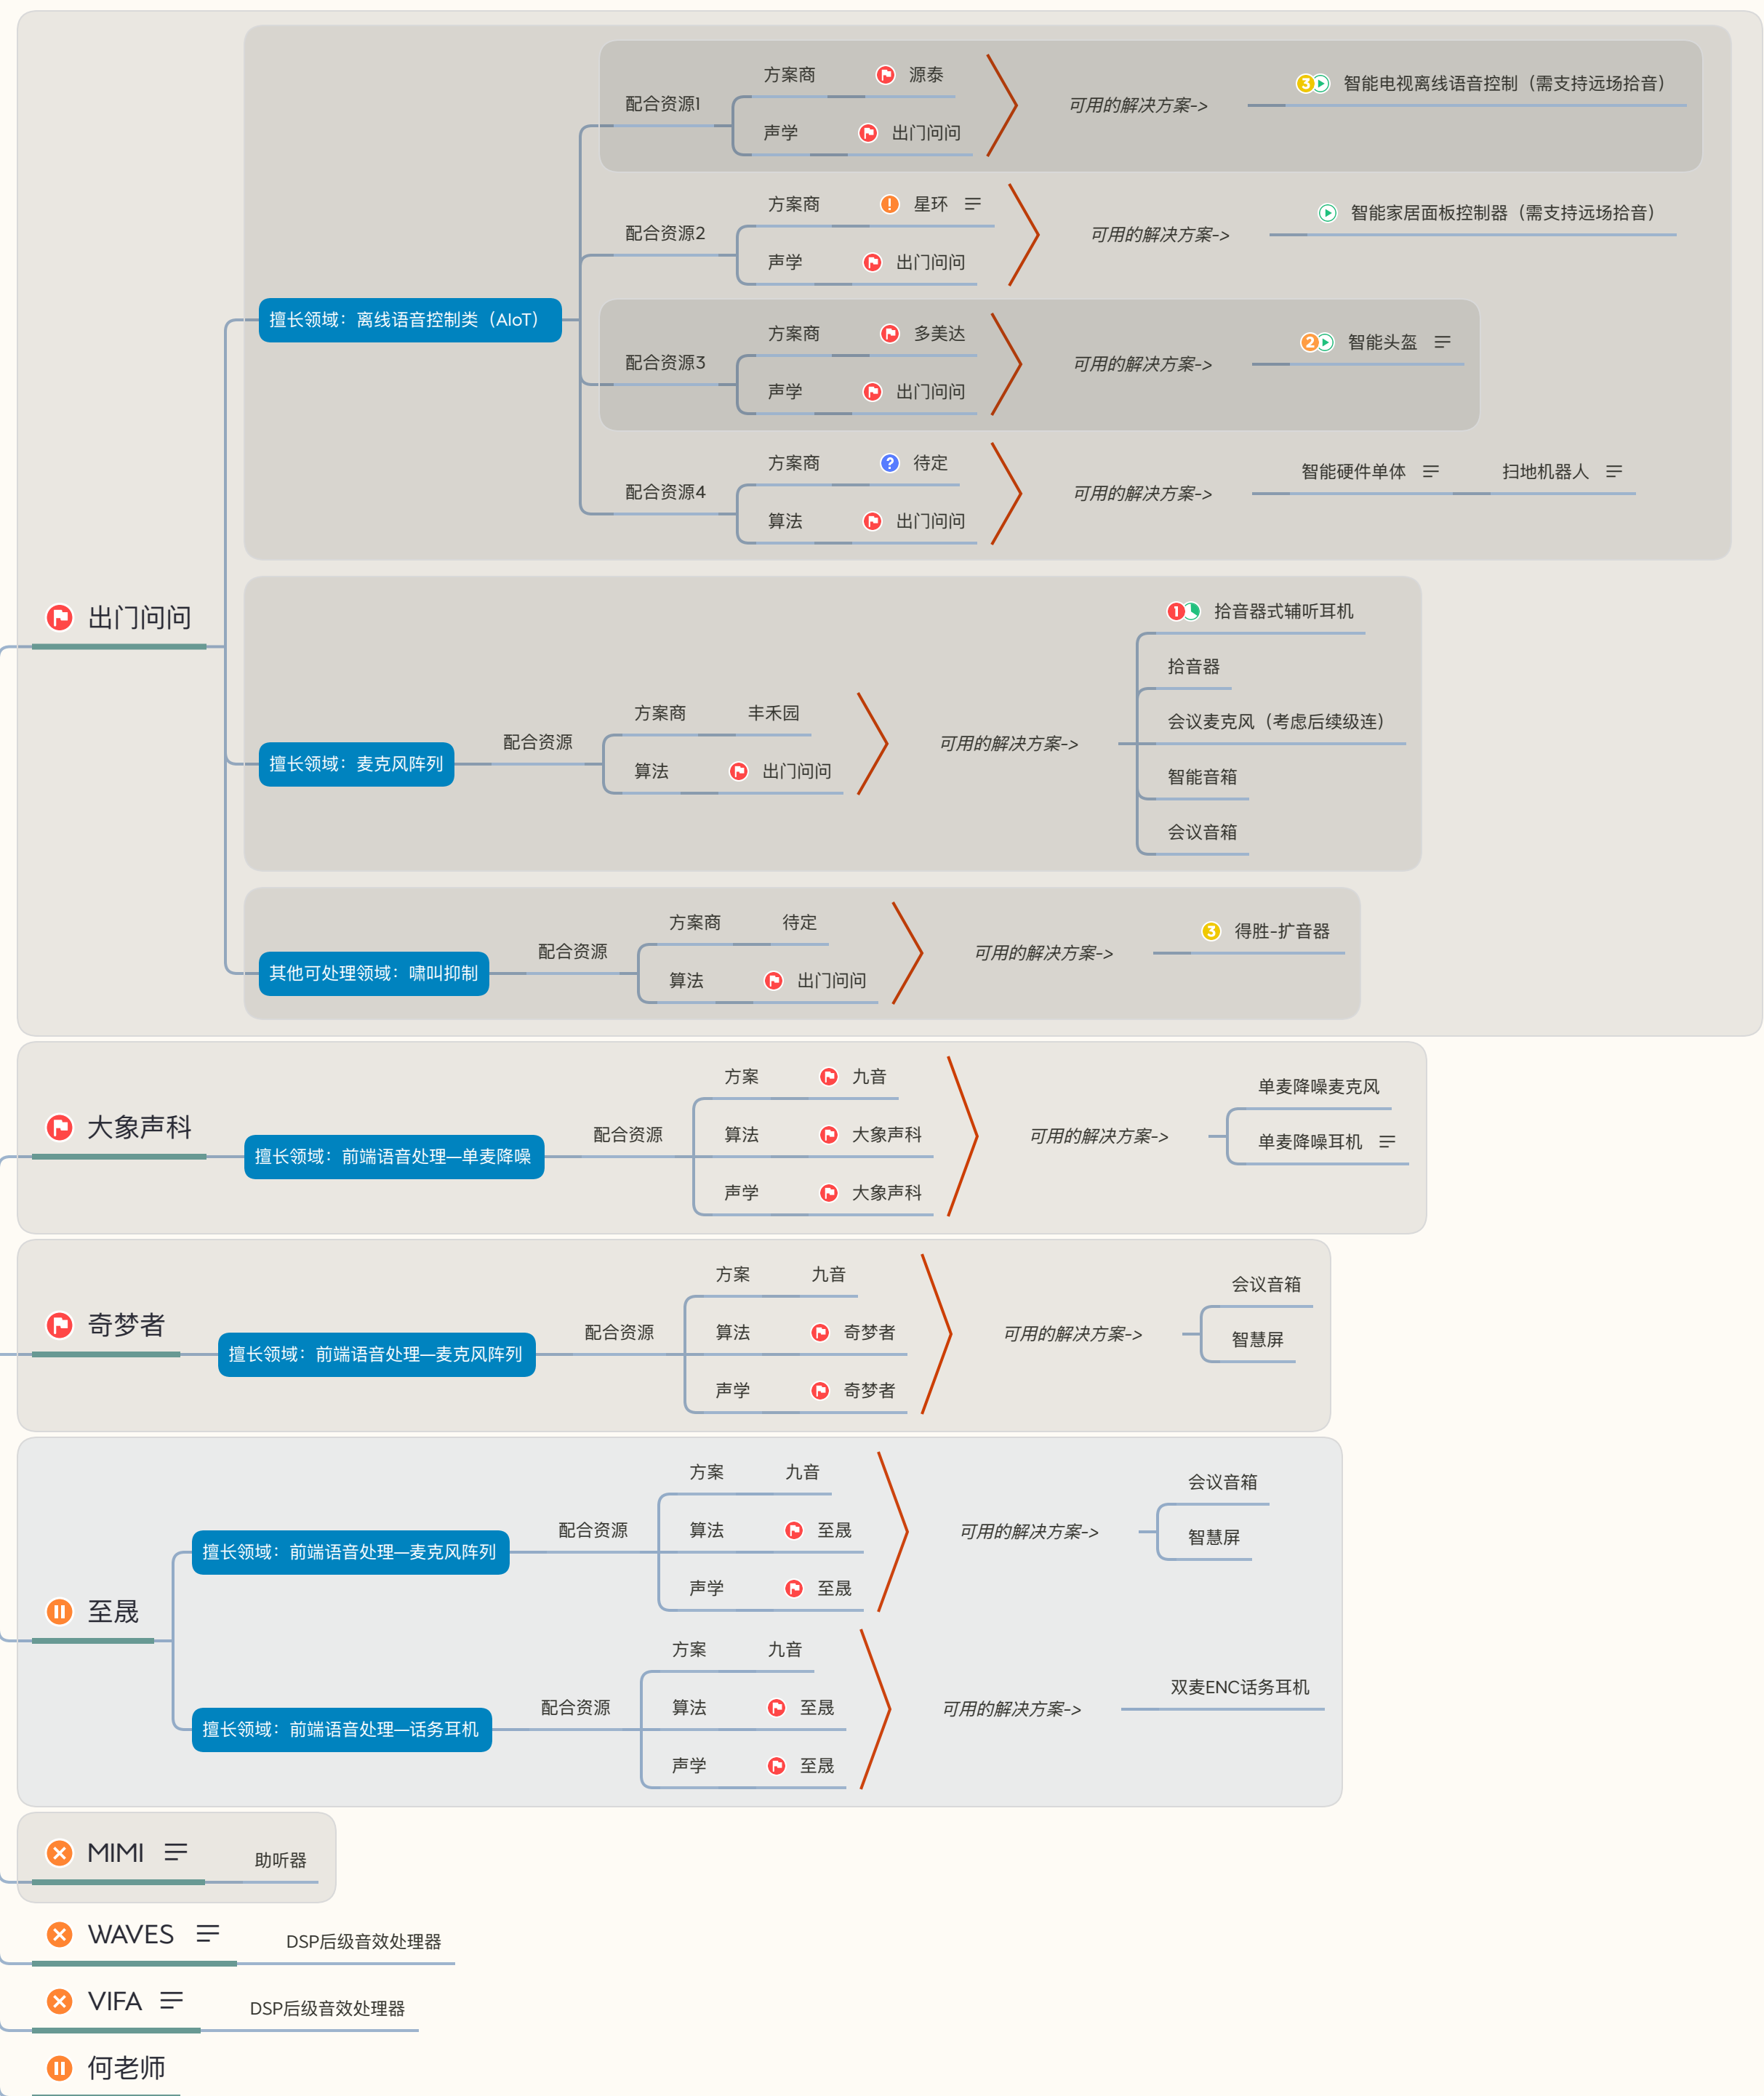 出门问问
擅长领域：离线语音控制类（AIoT）
配合资源1
方案商 源泰
声学 出门问问
可用的解决方案->
3 智能电视离线语音控制（需支持远场拾音）
配合资源2
方案商 星环
声学 出门问问
可用的解决方案->
智能家居面板控制器（需支持远场拾音）
配合资源3
方案商 多美达
声学 出门问问
可用的解决方案->
2 智能头盔
配合资源4
方案商 待定
算法 出门问问
可用的解决方案->
智能硬件单体 扫地机器人
擅长领域：麦克风阵列
配合资源
方案商 丰禾园
算法 出门问问
可用的解决方案->
1 拾音器式辅听耳机
拾音器
会议麦克风（考虑后续级连）
智能音箱
会议音箱
其他可处理领域：啸叫抑制
配合资源
方案商 待定
算法 出门问问
可用的解决方案->
3 得胜-扩音器
大象声科
擅长领域：前端语音处理—单麦降噪
配合资源
方案 九音
算法 大象声科
声学 大象声科
可用的解决方案->
单麦降噪麦克风
单麦降噪耳机
奇梦者
擅长领域：前端语音处理—麦克风阵列
配合资源
方案 九音
算法 奇梦者
声学 奇梦者
可用的解决方案->
会议音箱
智慧屏
至晟
擅长领域：前端语音处理—麦克风阵列
配合资源
方案 九音
算法 至晟
声学 至晟
可用的解决方案->
会议音箱
智慧屏
擅长领域：前端语音处理—话务耳机
配合资源
方案 九音
算法 至晟
声学 至晟
可用的解决方案->
双麦ENC话务耳机
MIMI 助听器
WAVES DSP后级音效处理器
VIFA DSP后级音效处理器
何老师